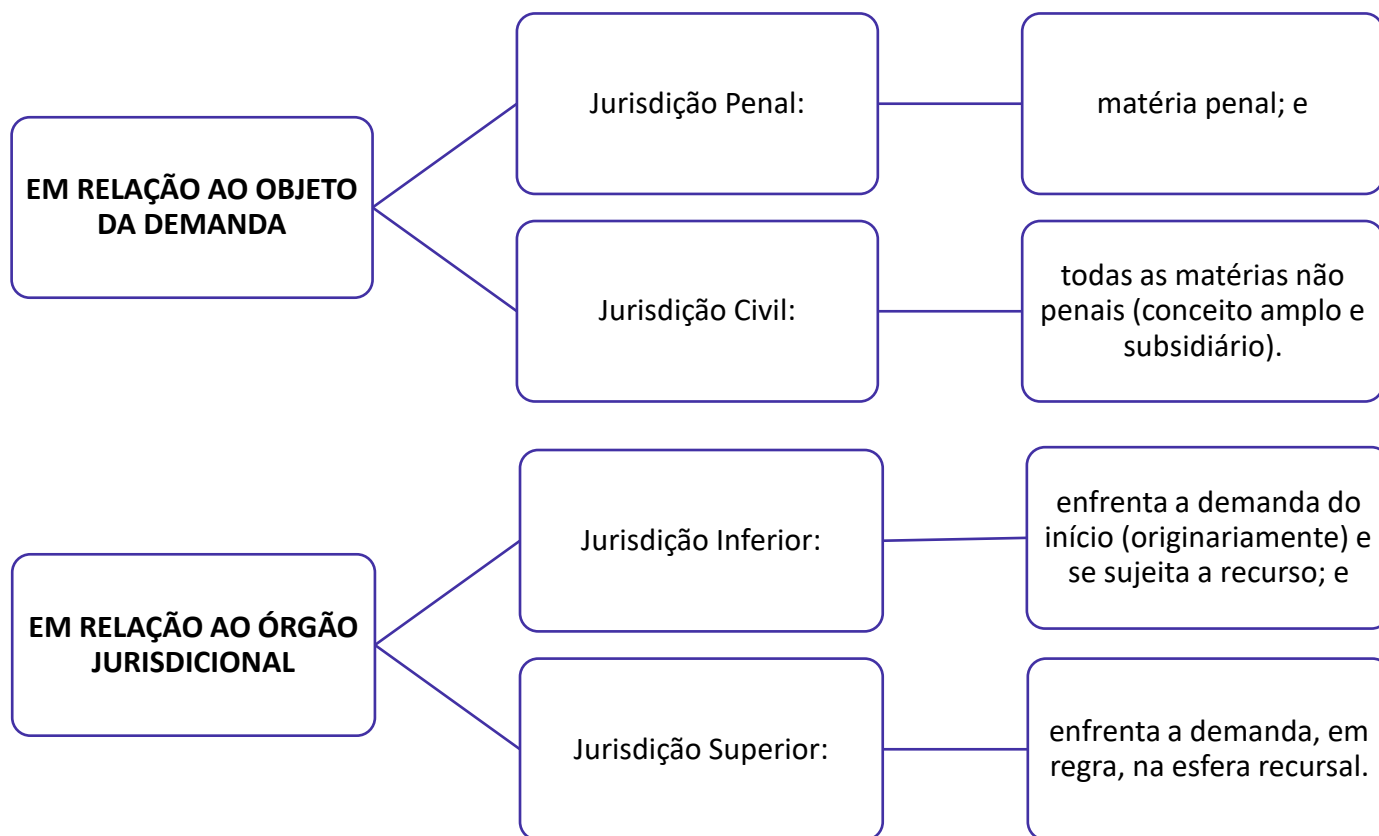 EM RELAÇÃO AO OBJETO
DA DEMANDA
Jurisdição Penal:
matéria penal; e
Jurisdição Civil:
todas as matérias não
penais (conceito amplo e
subsidiário).
EM RELAÇÃO AO ÓRGÃO
JURISDICIONAL
Jurisdição Inferior:
enfrenta a demanda do
início (originariamente) e
se sujeita a recurso; e
Jurisdição Superior:
enfrenta a demanda, em
regra, na esfera recursal.